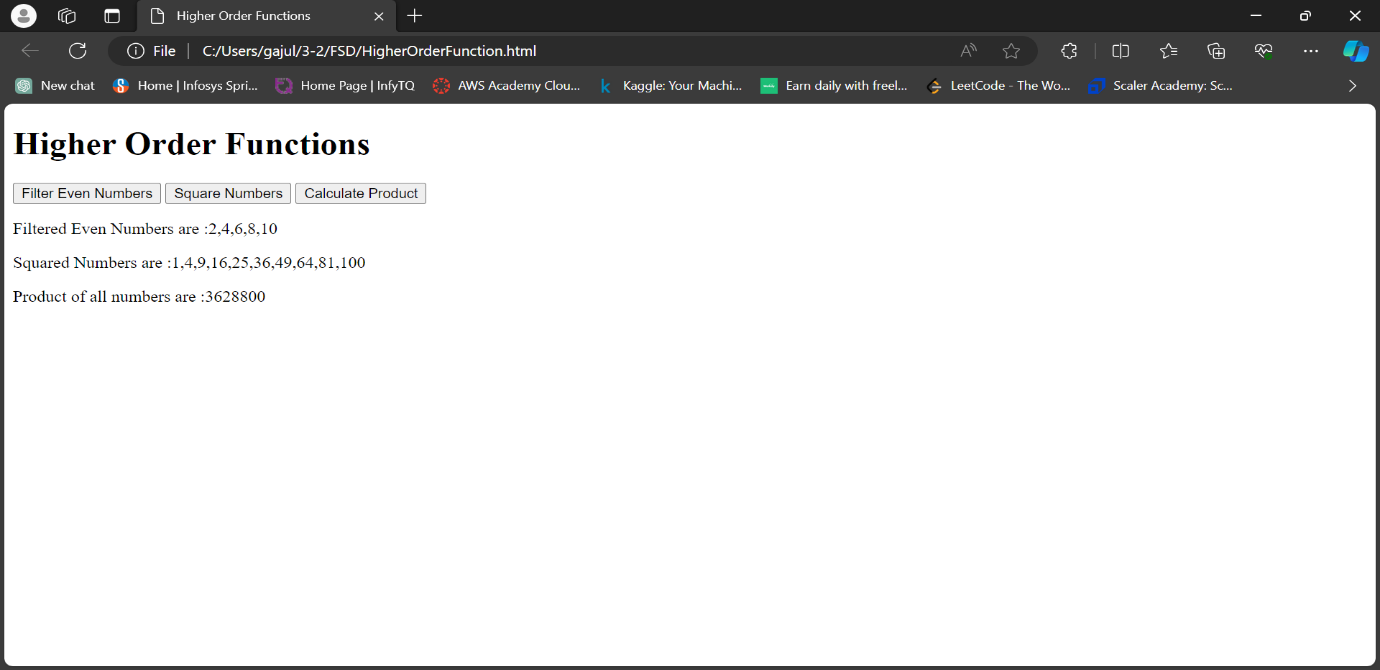 Higher Order Functions
File C:/Users/gajul/3-2/FSD/HigherOrderFunction.html
New chat Home | Infosys Spri... Home Page | InfyTQ AWS Academy Clou... Kaggle: Your Machi... Earn daily with freel... LeetCode - The Wo... Scaler Academy: Sc...
Higher Order Functions
Filter Even Numbers Square Numbers Calculate Product
Filtered Even Numbers are :2,4,6,8,10
Squared Numbers are :1,4,9,16,25,36,49,64,81,100
Product of all numbers are :3628800